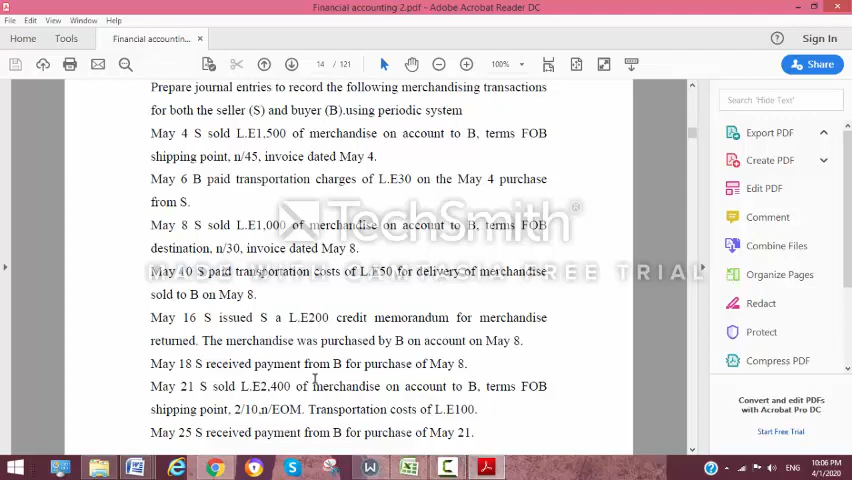 Financial accounting 2.pdf - Adobe Acrobat Reader DC
File Edit View Window Help
Home Tools Financial accountin... × Sign In
14 / 121 100% Share
Prepare journal entries to record the following merchandising transactions
for both the seller (S) and buyer (B).using periodic system
May 4 S sold L.E1,500 of merchandise on account to B, terms FOB
shipping point, n/45, invoice dated May 4.
May 6 B paid transportation charges of L.E30 on the May 4 purchase
from S.
May 8 S sold L.E1,000 of merchandise on account to B, terms FOB
destination, n/30, invoice dated May 8.
May 10 S paid transportation costs of L.E50 for delivery of merchandise
sold to B on May 8.
May 16 S issued S a L.E200 credit memorandum for merchandise
returned. The merchandise was purchased by B on account on May 8.
May 18 S received payment from B for purchase of May 8.
May 21 S sold L.E2,400 of merchandise on account to B, terms FOB
shipping point, 2/10,n/EOM. Transportation costs of L.E100.
May 25 S received payment from B for purchase of May 21.
TechSmith®
MADE WITH CAMTASIA FREE TRIAL
Search 'Hide Text'
Export PDF
Create PDF
Edit PDF
Comment
Combine Files
Organize Pages
Redact
Protect
Compress PDF
Convert and edit PDFs
with Acrobat Pro DC
Start Free Trial
ENG
10:06 PM
4/1/2020